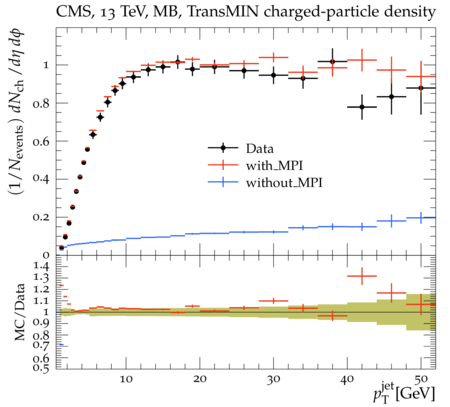 CMS, 13 TeV, MB, TransMIN charged-particle density
(1/N_events) dN_ch/dη dφ
1
0.8
0.6
0.4
0.2
0
Data
with_MPI
without_MPI
MC/Data
1.4
1.3
1.2
1.1
1
0.9
0.8
0.7
0.6
0.5
10 20 30 40 50
p_T^jet [GeV]